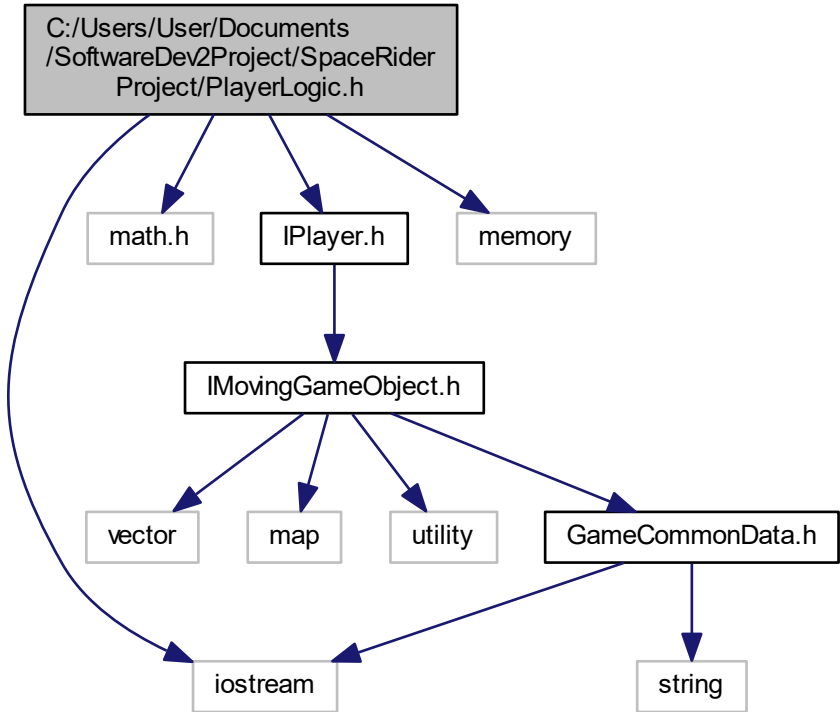 C:/Users/User/Documents
/SoftwareDev2Project/SpaceRider
Project/PlayerLogic.h
math.h
IPlayer.h
memory
IMovingGameObject.h
vector
map
utility
GameCommonData.h
iostream
string